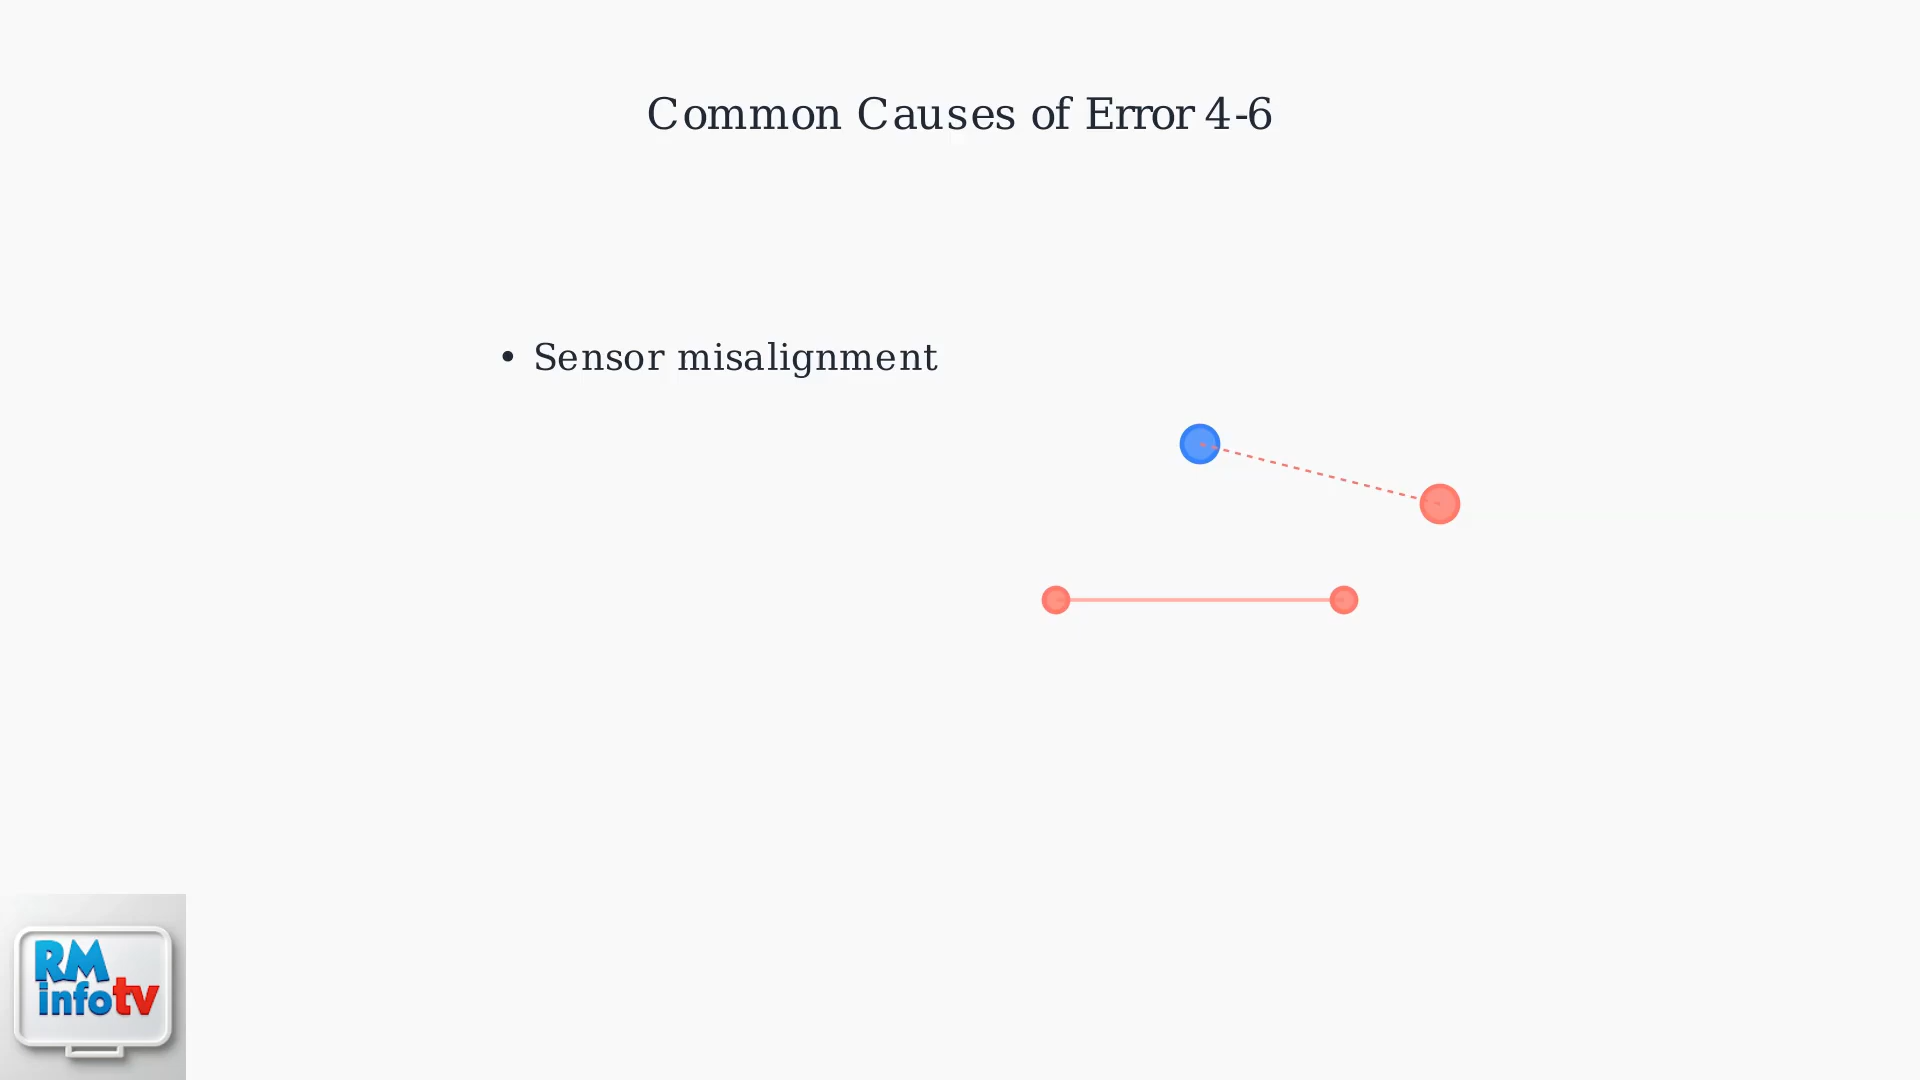 Common Causes of Error 4-6
• Sensor misalignment
RM
infotv